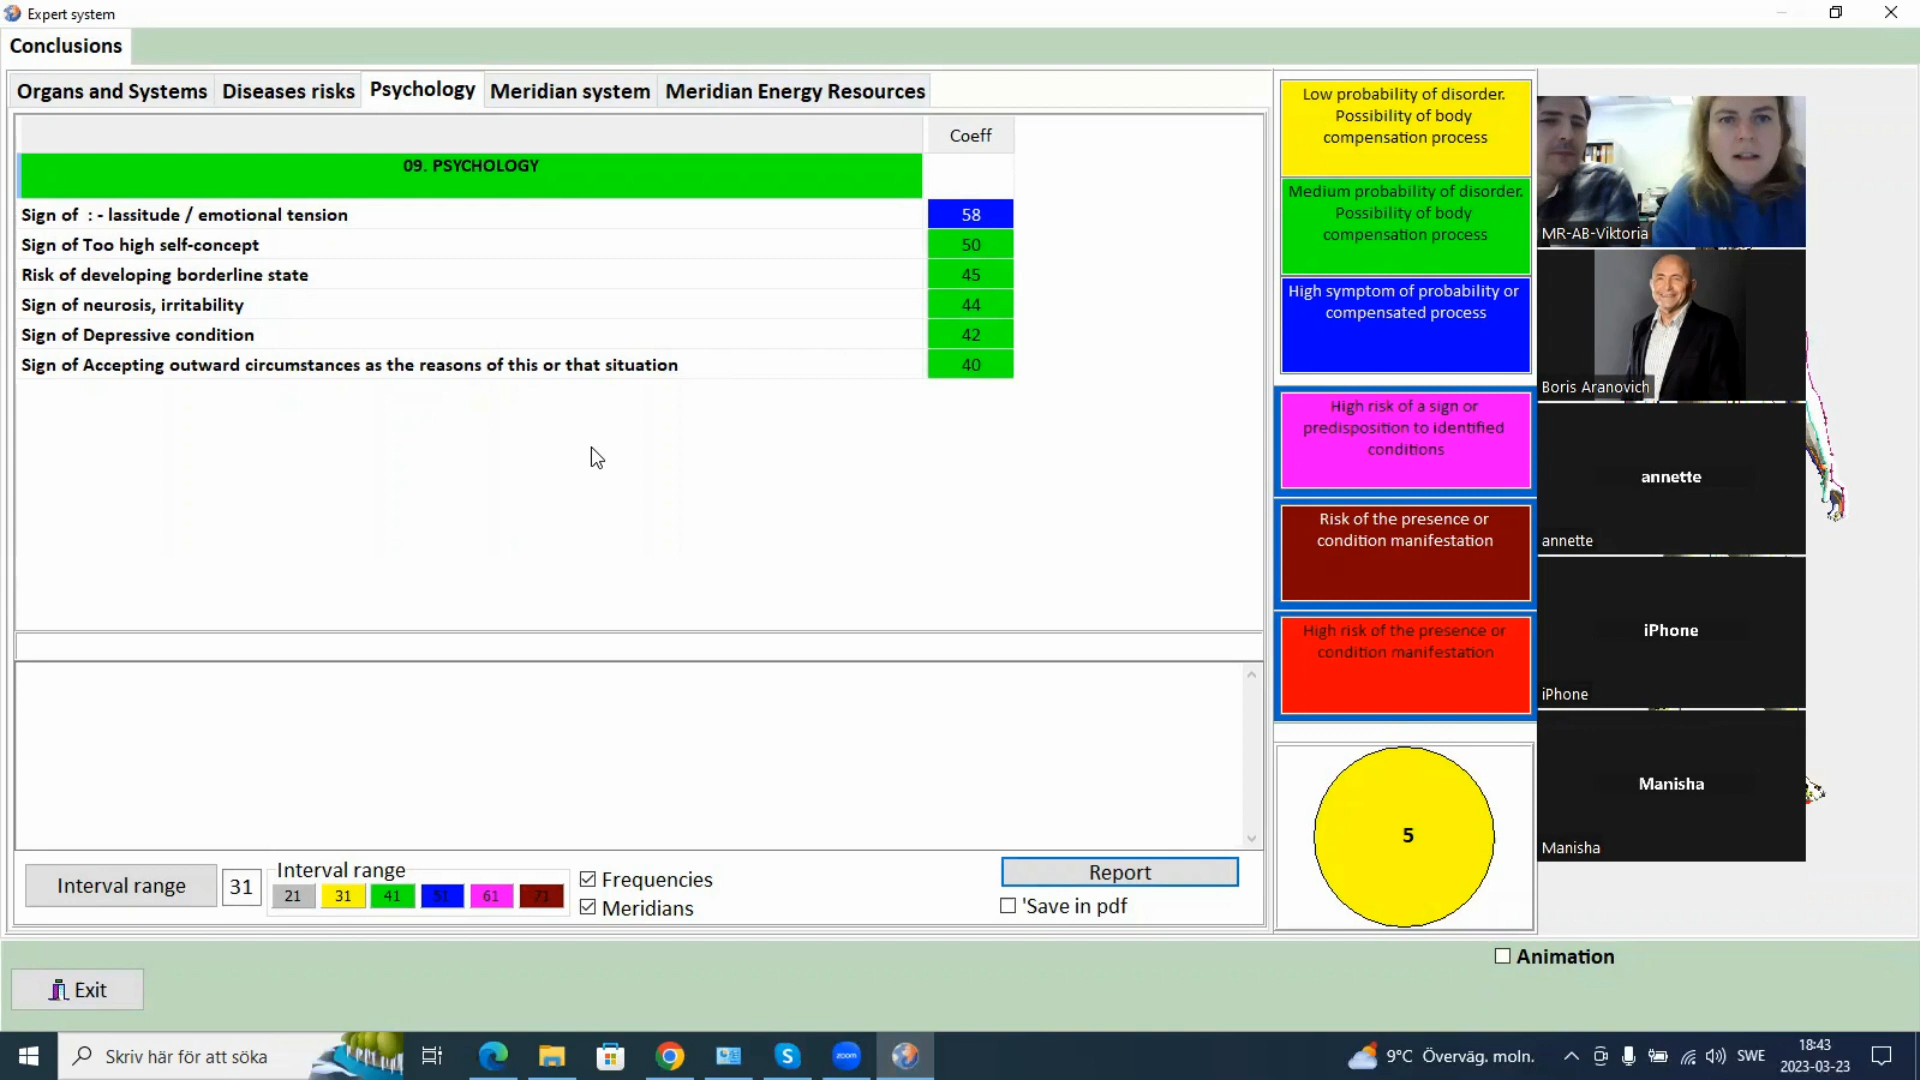 Expert system
Conclusions
Organs and Systems
Diseases risks
Psychology
Meridian system
Meridian Energy Resources
Coeff
09. PSYCHOLOGY
Sign of : - lassitude / emotional tension 58
Sign of Too high self-concept 50
Risk of developing borderline state 45
Sign of neurosis, irritability 44
Sign of Depressive condition 42
Sign of Accepting outward circumstances as the reasons of this or that situation 40
Interval range 31
Interval range
21 31 41 51 61 71
Frequencies
Meridians
Report
'Save in pdf
Low probability of disorder.
Possibility of body
compensation process
Medium probability of disorder.
Possibility of body
compensation process
High symptom of probability or
compensated process
High risk of a sign or
predisposition to identified
conditions
Risk of the presence or
condition manifestation
High risk of the presence or
condition manifestation
5
MR-AB-Viktoria
Boris Aranovich
annette
annette
iPhone
iPhone
Manisha
Manisha
Animation
Exit
Skriv här för att söka
zoom
9°C Överväg. moln.
SWE
18:43
2023-03-23